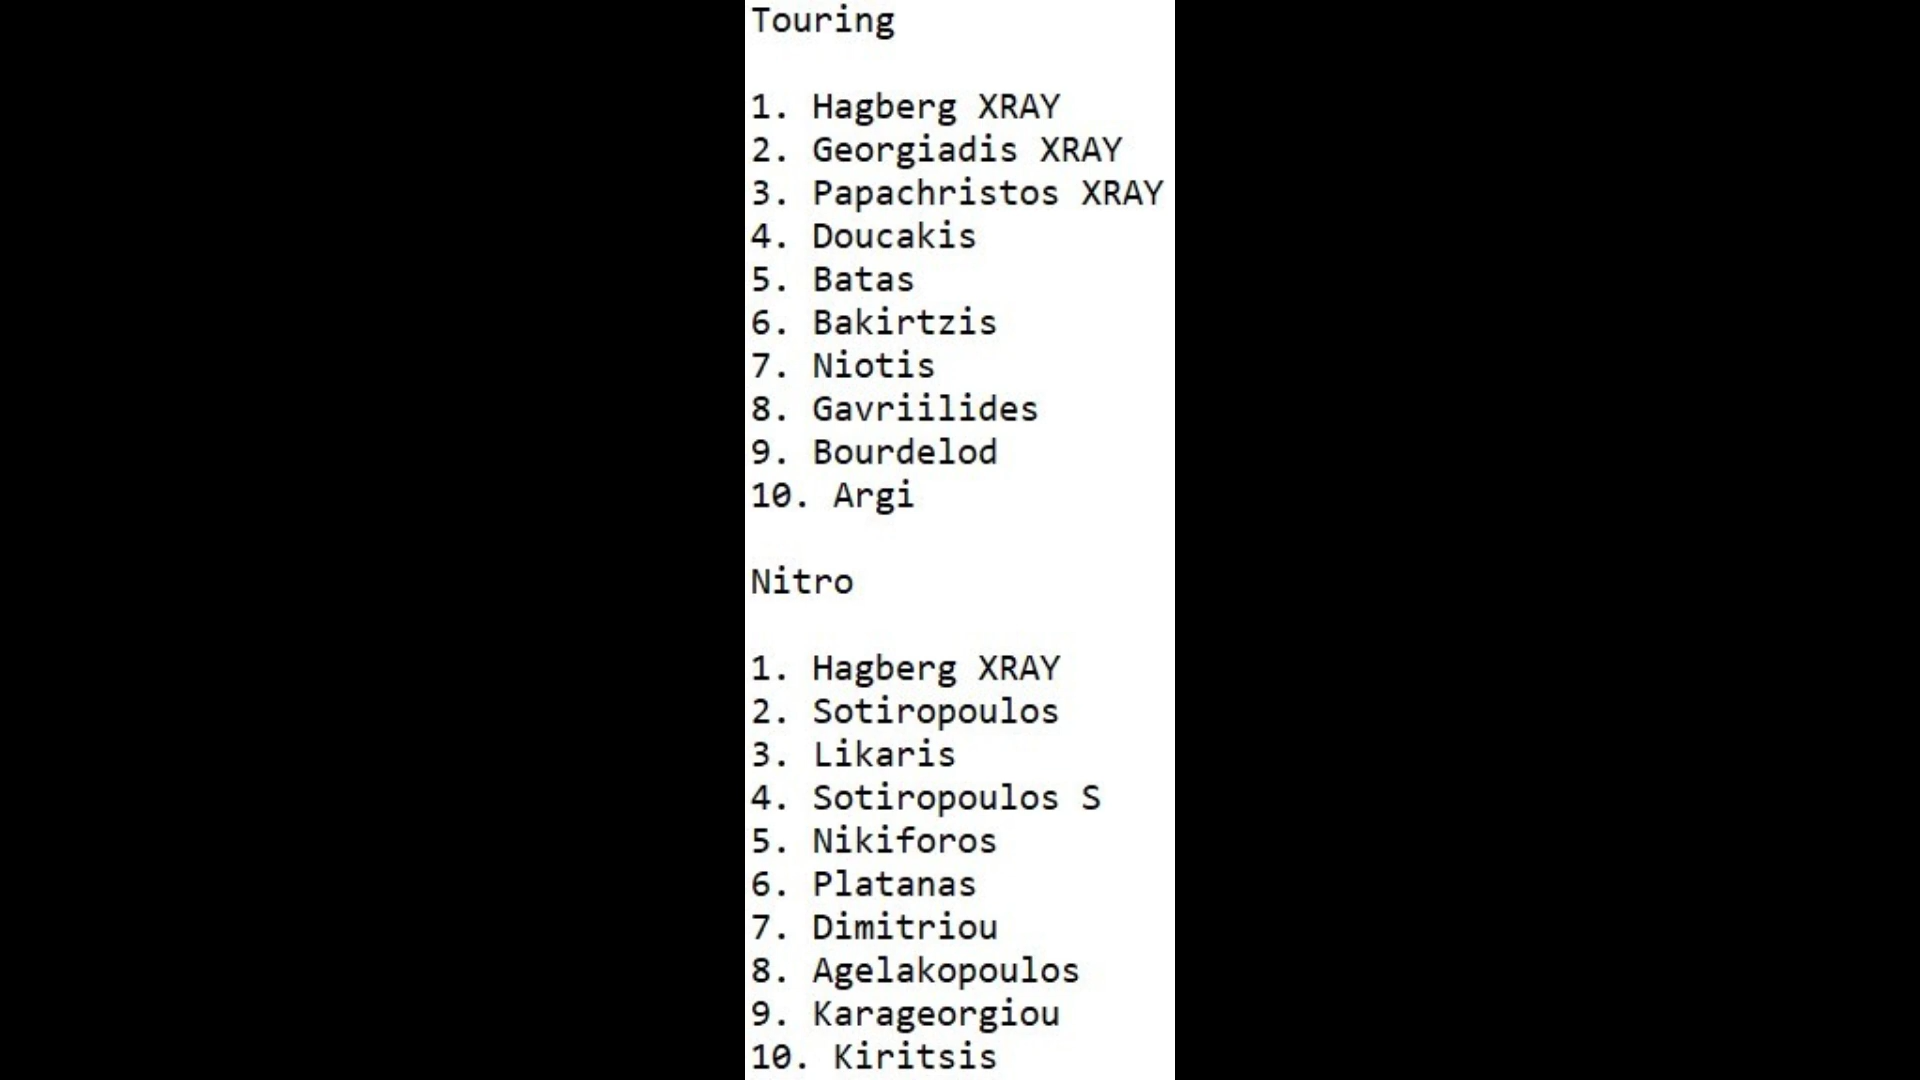 Touring
1. Hagberg XRAY
2. Georgiadis XRAY
3. Papachristos XRAY
4. Doucakis
5. Batas
6. Bakirtzis
7. Niotis
8. Gavriilides
9. Bourdelod
10. Argi
Nitro
1. Hagberg XRAY
2. Sotiropoulos
3. Likaris
4. Sotiropoulos S
5. Nikiforos
6. Platanas
7. Dimitriou
8. Agelakopoulos
9. Karageorgiou
10. Kiritsis